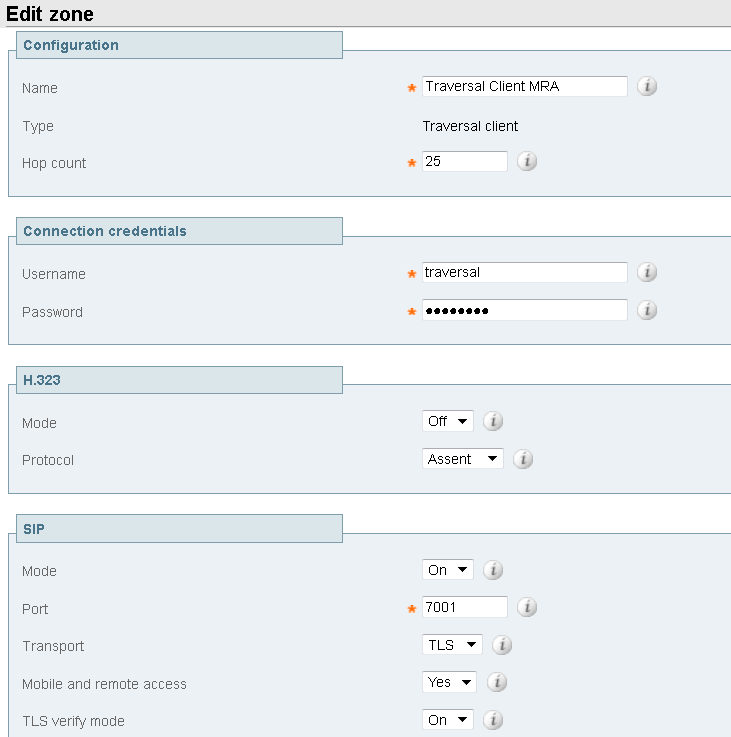 Edit zone
Configuration
Name * Traversal Client MRA i
Type Traversal client
Hop count * 25 i
Connection credentials
Username * traversal i
Password * •••••••• i
H.323
Mode Off i
Protocol Assent i
SIP
Mode On i
Port * 7001 i
Transport TLS i
Mobile and remote access Yes i
TLS verify mode On i